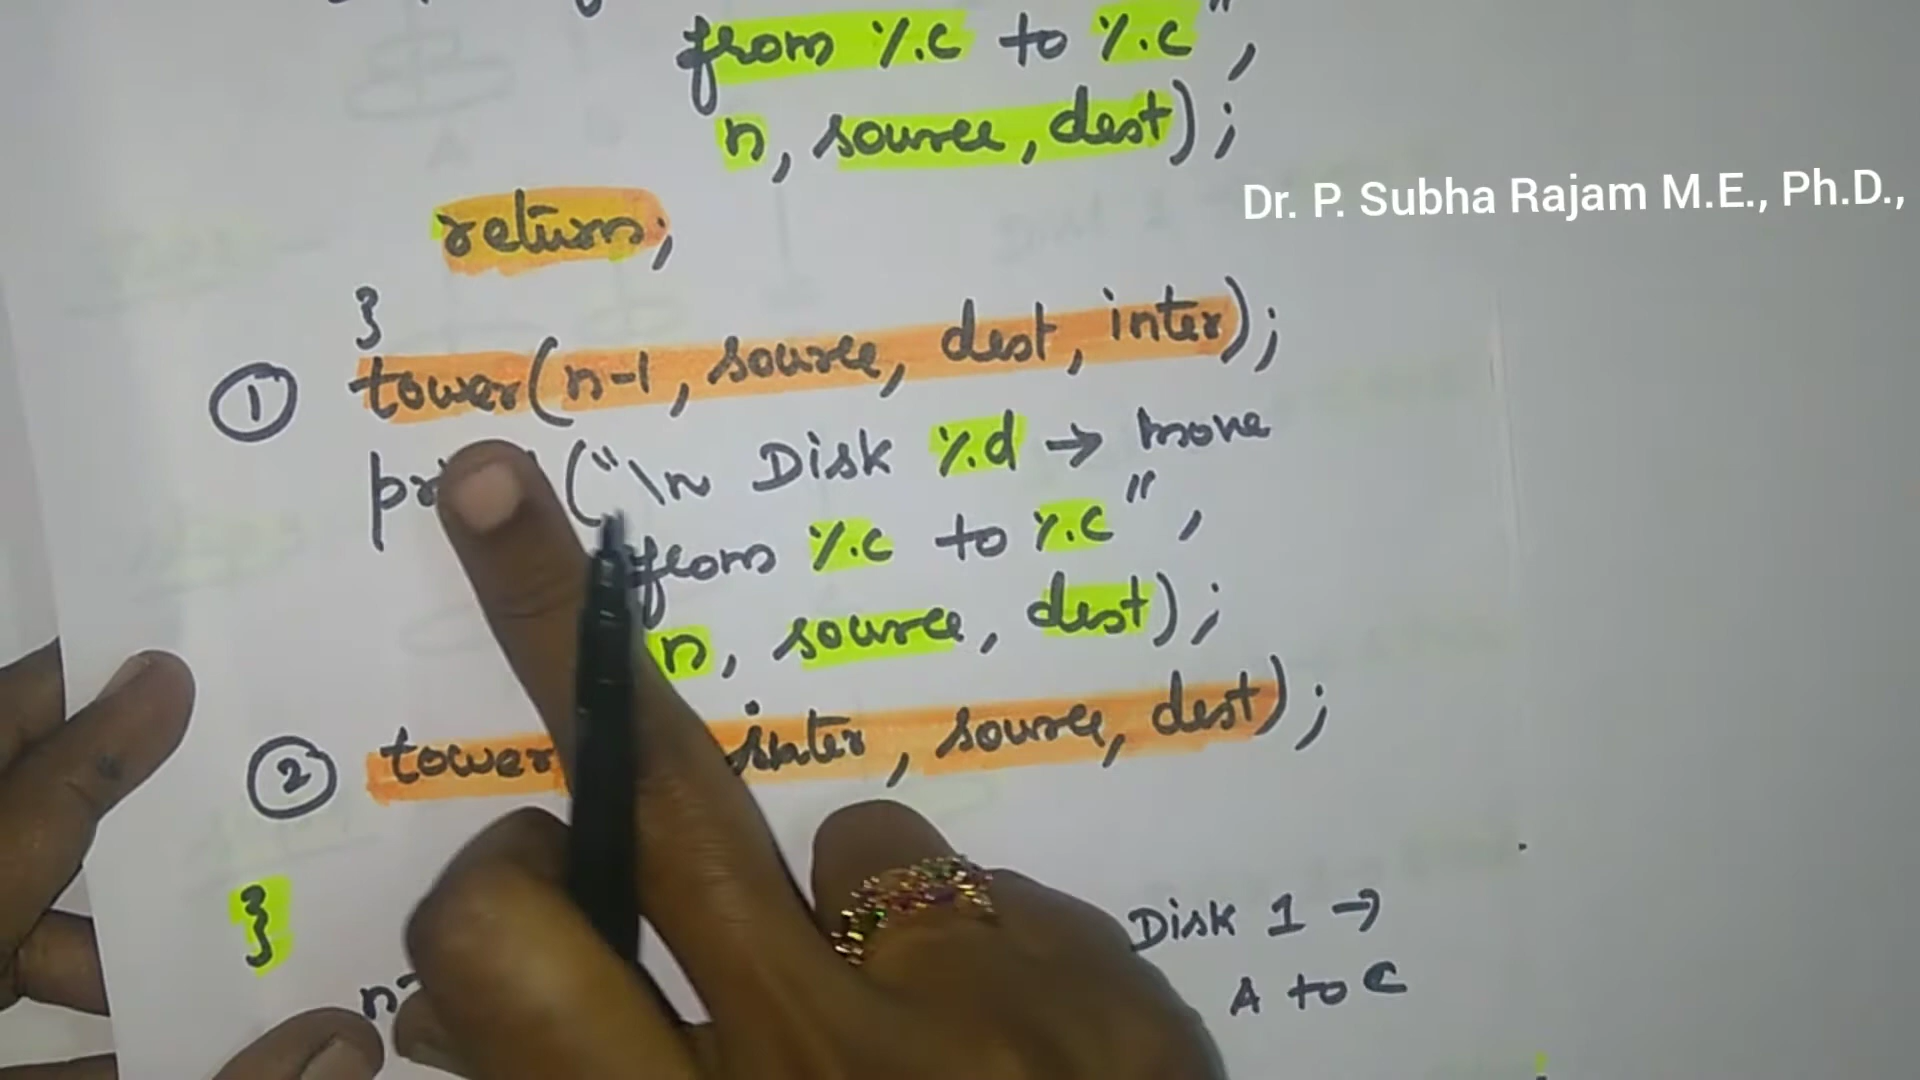 from %c to %c",
n, source, dest);
Dr. P. Subha Rajam M.E., Ph.D.,
return;
}
① tower(n-1, source, dest, inter);
("\n Disk %d → move
from %c to %c",
n, source, dest);
② tower inter, source, dest);
}
Disk 1 →
A to C